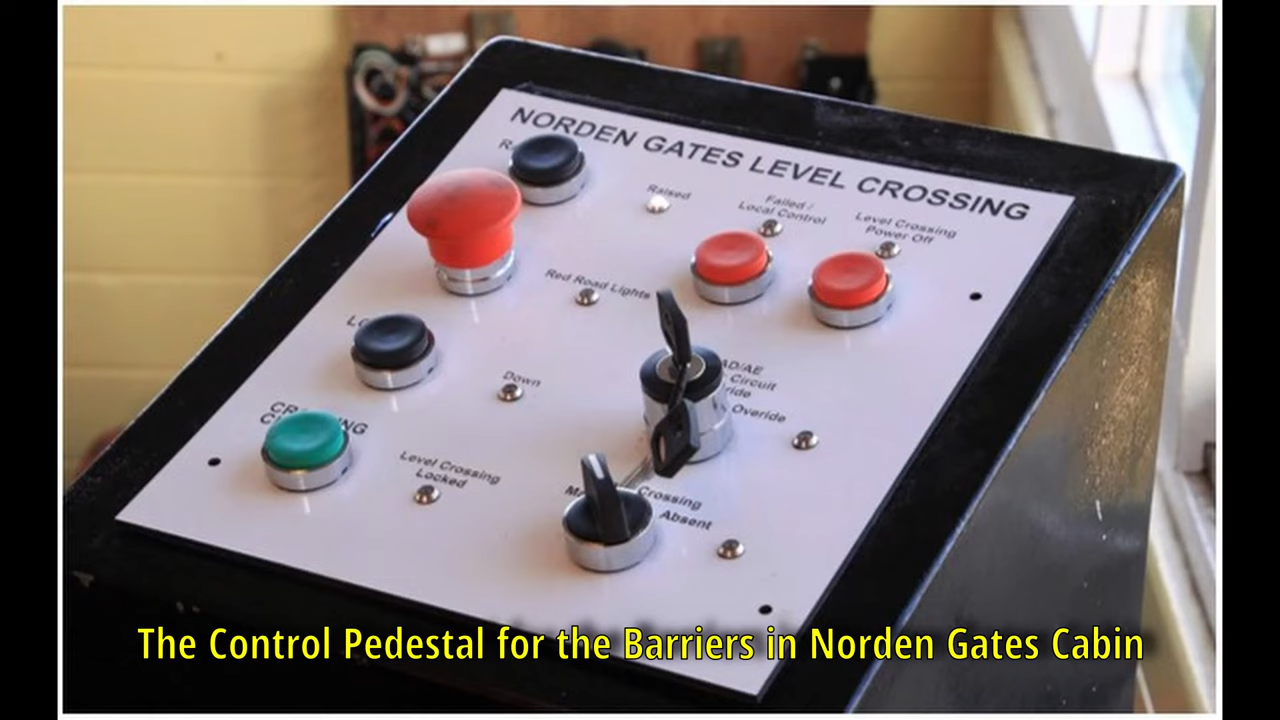 NORDEN GATES LEVEL CROSSING
Raised
Failed /
Local Control
Level Crossing
Power Off
Red Road Lights
Down
Circuit
Level Crossing
Locked
Crossing
Absent
Overide
The Control Pedestal for the Barriers in Norden Gates Cabin